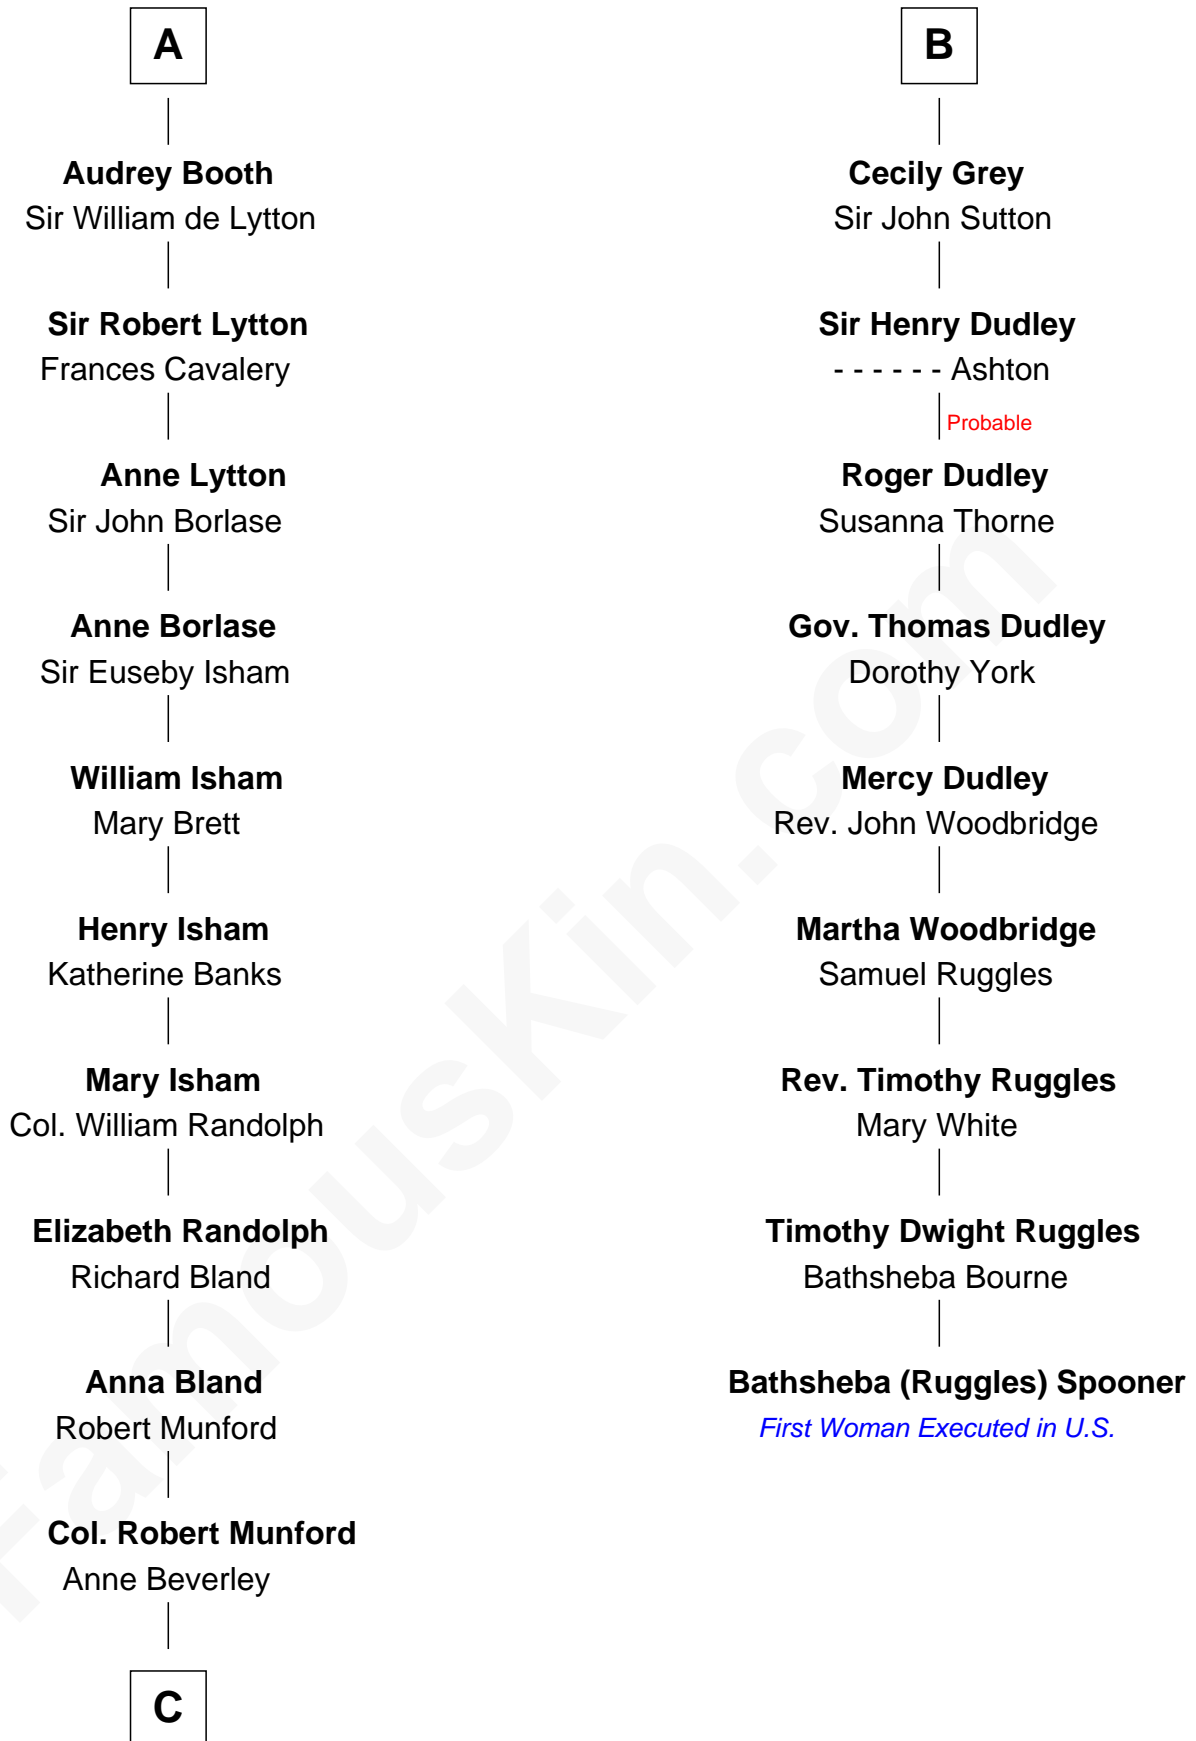 A
Audrey Booth
Sir William de Lytton
Sir Robert Lytton
Frances Cavalery
Anne Lytton
Sir John Borlase
Anne Borlase
Sir Euseby Isham
William Isham
Mary Brett
Henry Isham
Katherine Banks
Mary Isham
Col. William Randolph
Elizabeth Randolph
Richard Bland
Anna Bland
Robert Munford
Col. Robert Munford
Anne Beverley
C
B
Cecily Grey
Sir John Sutton
Sir Henry Dudley
- - - - - - Ashton
Probable
Roger Dudley
Susanna Thorne
Gov. Thomas Dudley
Dorothy York
Mercy Dudley
Rev. John Woodbridge
Martha Woodbridge
Samuel Ruggles
Rev. Timothy Ruggles
Mary White
Timothy Dwight Ruggles
Bathsheba Bourne
Bathsheba (Ruggles) Spooner
First Woman Executed in U.S.
FamousKin.com